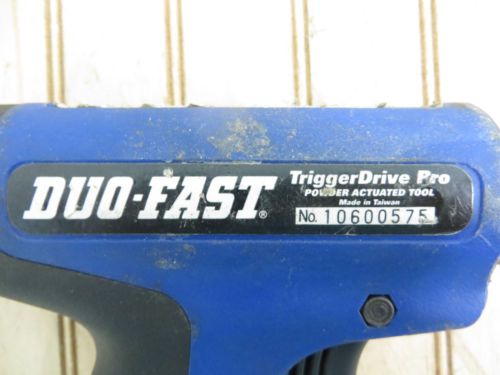 DUO-FAST®
TriggerDrive Pro
POWDER ACTUATED TOOL
Made in Taiwan
No. 10600575